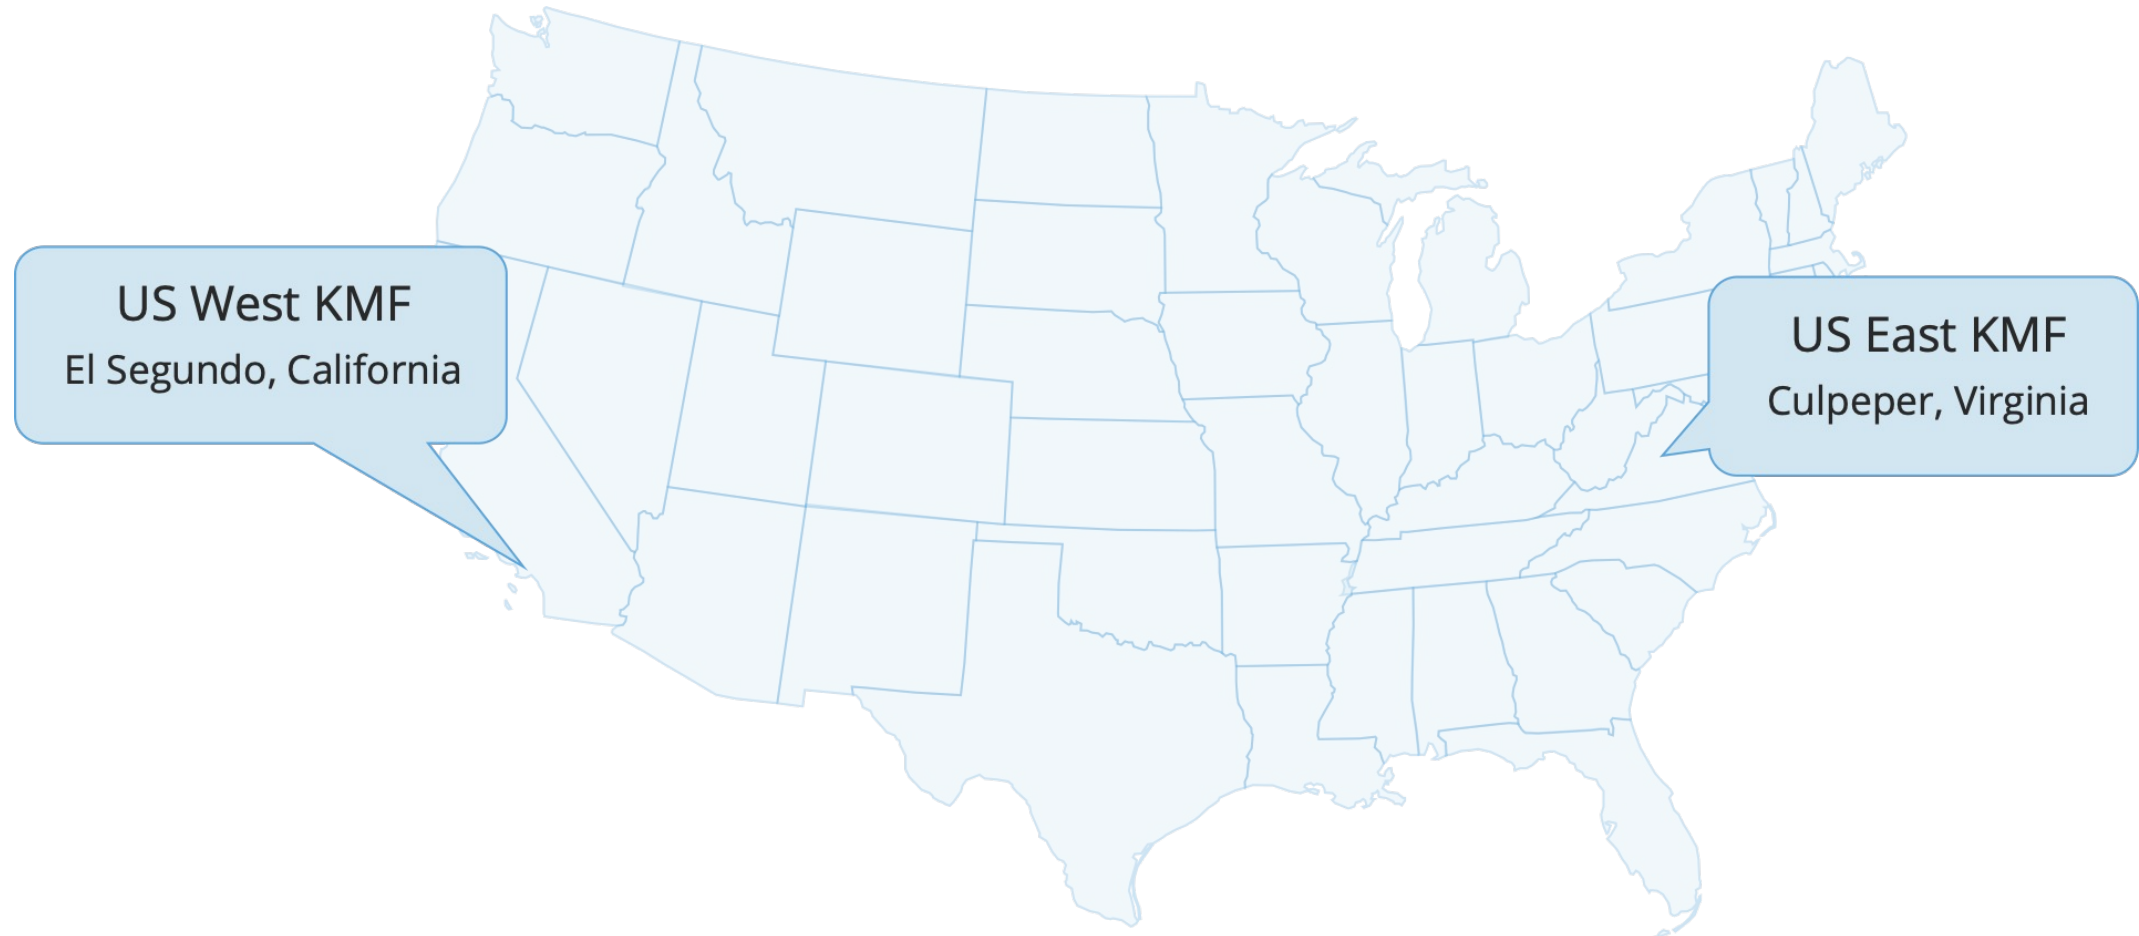 US West KMF
El Segundo, California
US East KMF
Culpeper, Virginia